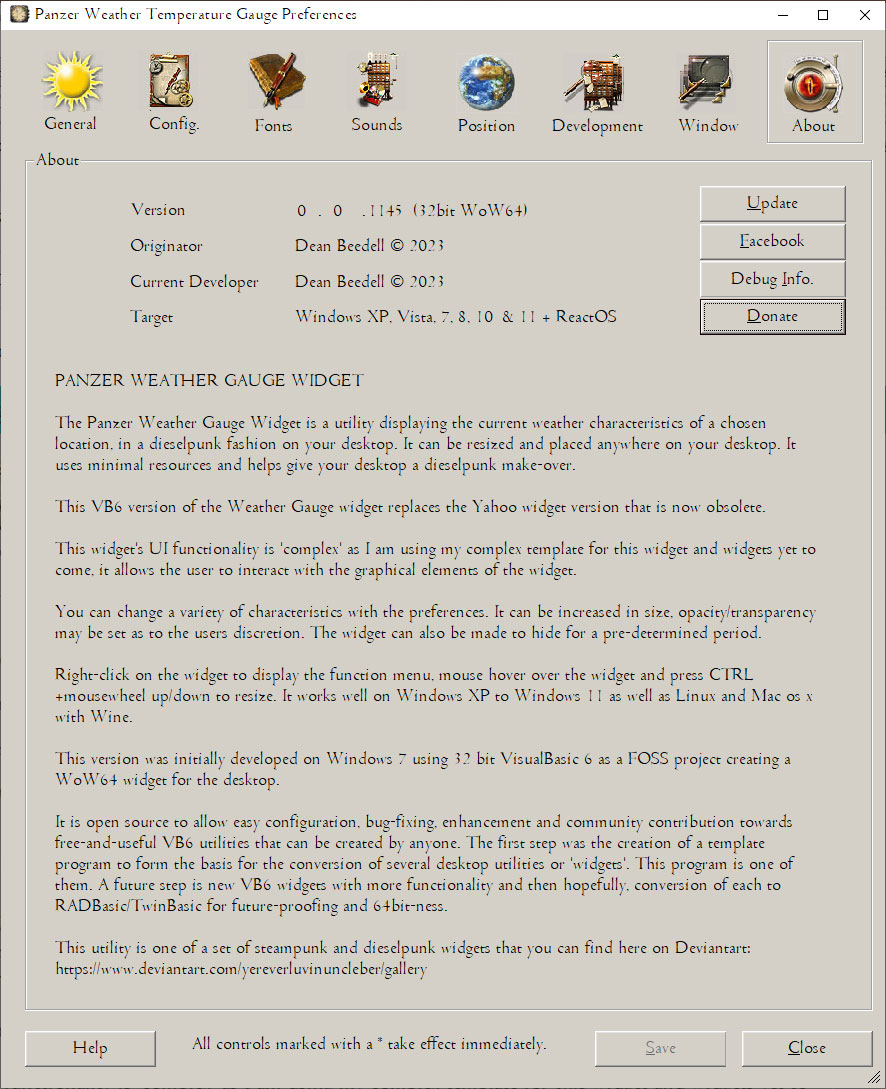 Panzer Weather Temperature Gauge Preferences
General Config. Fonts Sounds Position Development Window About
About
Version 0 . 0 .1145 (32bit WoW64)
Update
Originator Dean Beedell © 2023
Facebook
Current Developer Dean Beedell © 2023
Debug Info.
Target Windows XP, Vista, 7, 8, 10 & 11 + ReactOS
Donate
PANZER WEATHER GAUGE WIDGET
The Panzer Weather Gauge Widget is a utility displaying the current weather characteristics of a chosen
location, in a dieselpunk fashion on your desktop. It can be resized and placed anywhere on your desktop. It
uses minimal resources and helps give your desktop a dieselpunk make-over.
This VB6 version of the Weather Gauge widget replaces the Yahoo widget version that is now obsolete.
This widget's UI functionality is 'complex' as I am using my complex template for this widget and widgets yet to
come, it allows the user to interact with the graphical elements of the widget.
You can change a variety of characteristics with the preferences. It can be increased in size, opacity/transparency
may be set as to the users discretion. The widget can also be made to hide for a pre-determined period.
Right-click on the widget to display the function menu, mouse hover over the widget and press CTRL
+mousewheel up/down to resize. It works well on Windows XP to Windows 11 as well as Linux and Mac os x
with Wine.
This version was initially developed on Windows 7 using 32 bit VisualBasic 6 as a FOSS project creating a
WoW64 widget for the desktop.
It is open source to allow easy configuration, bug-fixing, enhancement and community contribution towards
free-and-useful VB6 utilities that can be created by anyone. The first step was the creation of a template
program to form the basis for the conversion of several desktop utilities or 'widgets'. This program is one of
them. A future step is new VB6 widgets with more functionality and then hopefully, conversion of each to
RADBasic/TwinBasic for future-proofing and 64bit-ness.
This utility is one of a set of steampunk and dieselpunk widgets that you can find here on Deviantart:
https://www.deviantart.com/yereverluvinuncleber/gallery
Help All controls marked with a * take effect immediately. Save Close